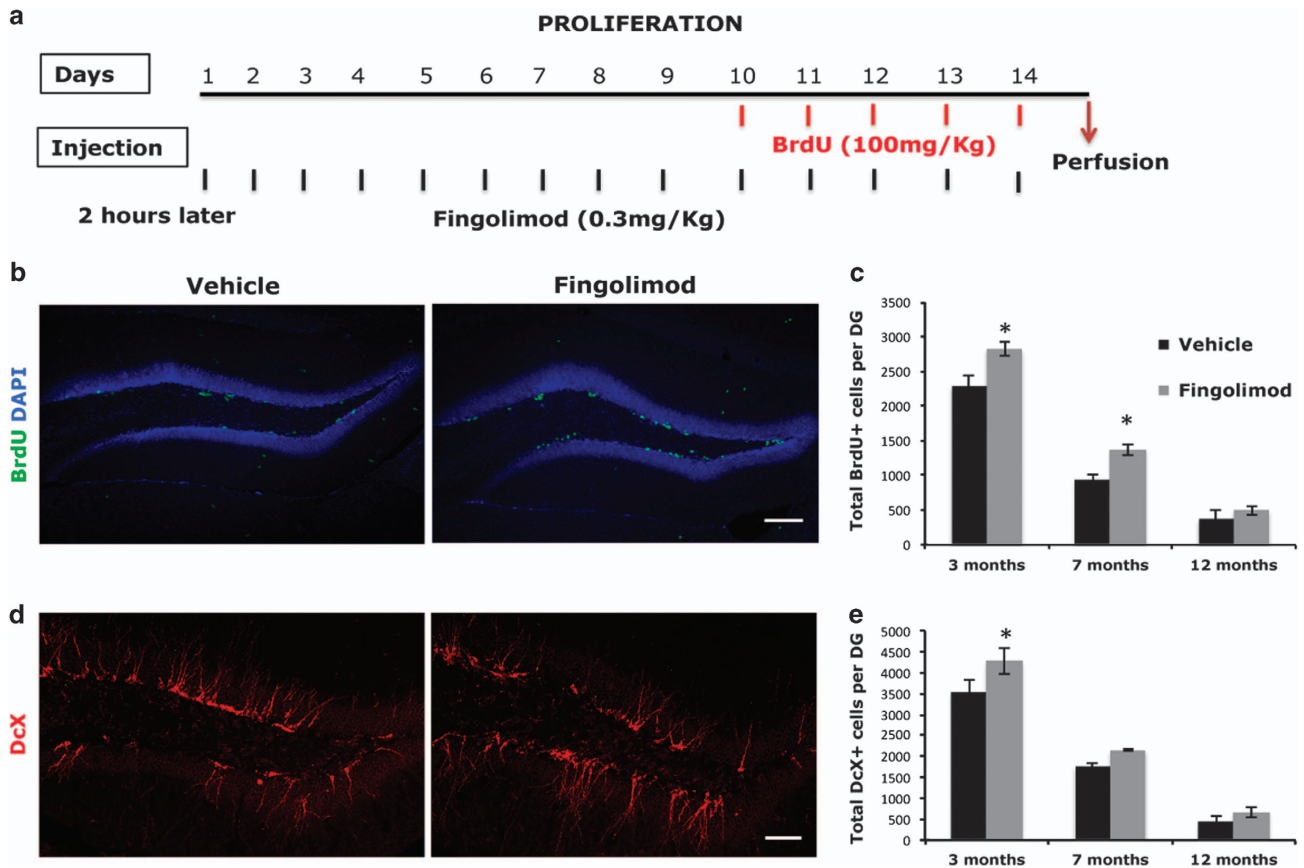 a
PROLIFERATION
Days
1 2 3 4 5 6 7 8 9 10 11 12 13 14
Injection
BrdU (100mg/Kg)
Perfusion
2 hours later
Fingolimod (0.3mg/Kg)
b
Vehicle
Fingolimod
BrdU DAPI
c
Total BrdU+ cells per DG
3500
3000
2500
2000
1500
1000
500
0
*
*
Vehicle
Fingolimod
3 months 7 months 12 months
d
DcX
e
Total DcX+ cells per DG
5000
4500
4000
3500
3000
2500
2000
1500
1000
500
0
*
3 months 7 months 12 months